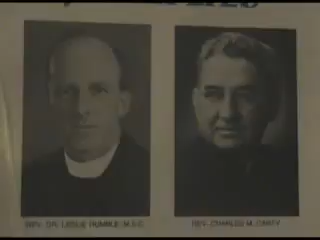 REV. DR. LESLIE RUMBLE, M.S.C.
REV. CHARLES M. CARTY